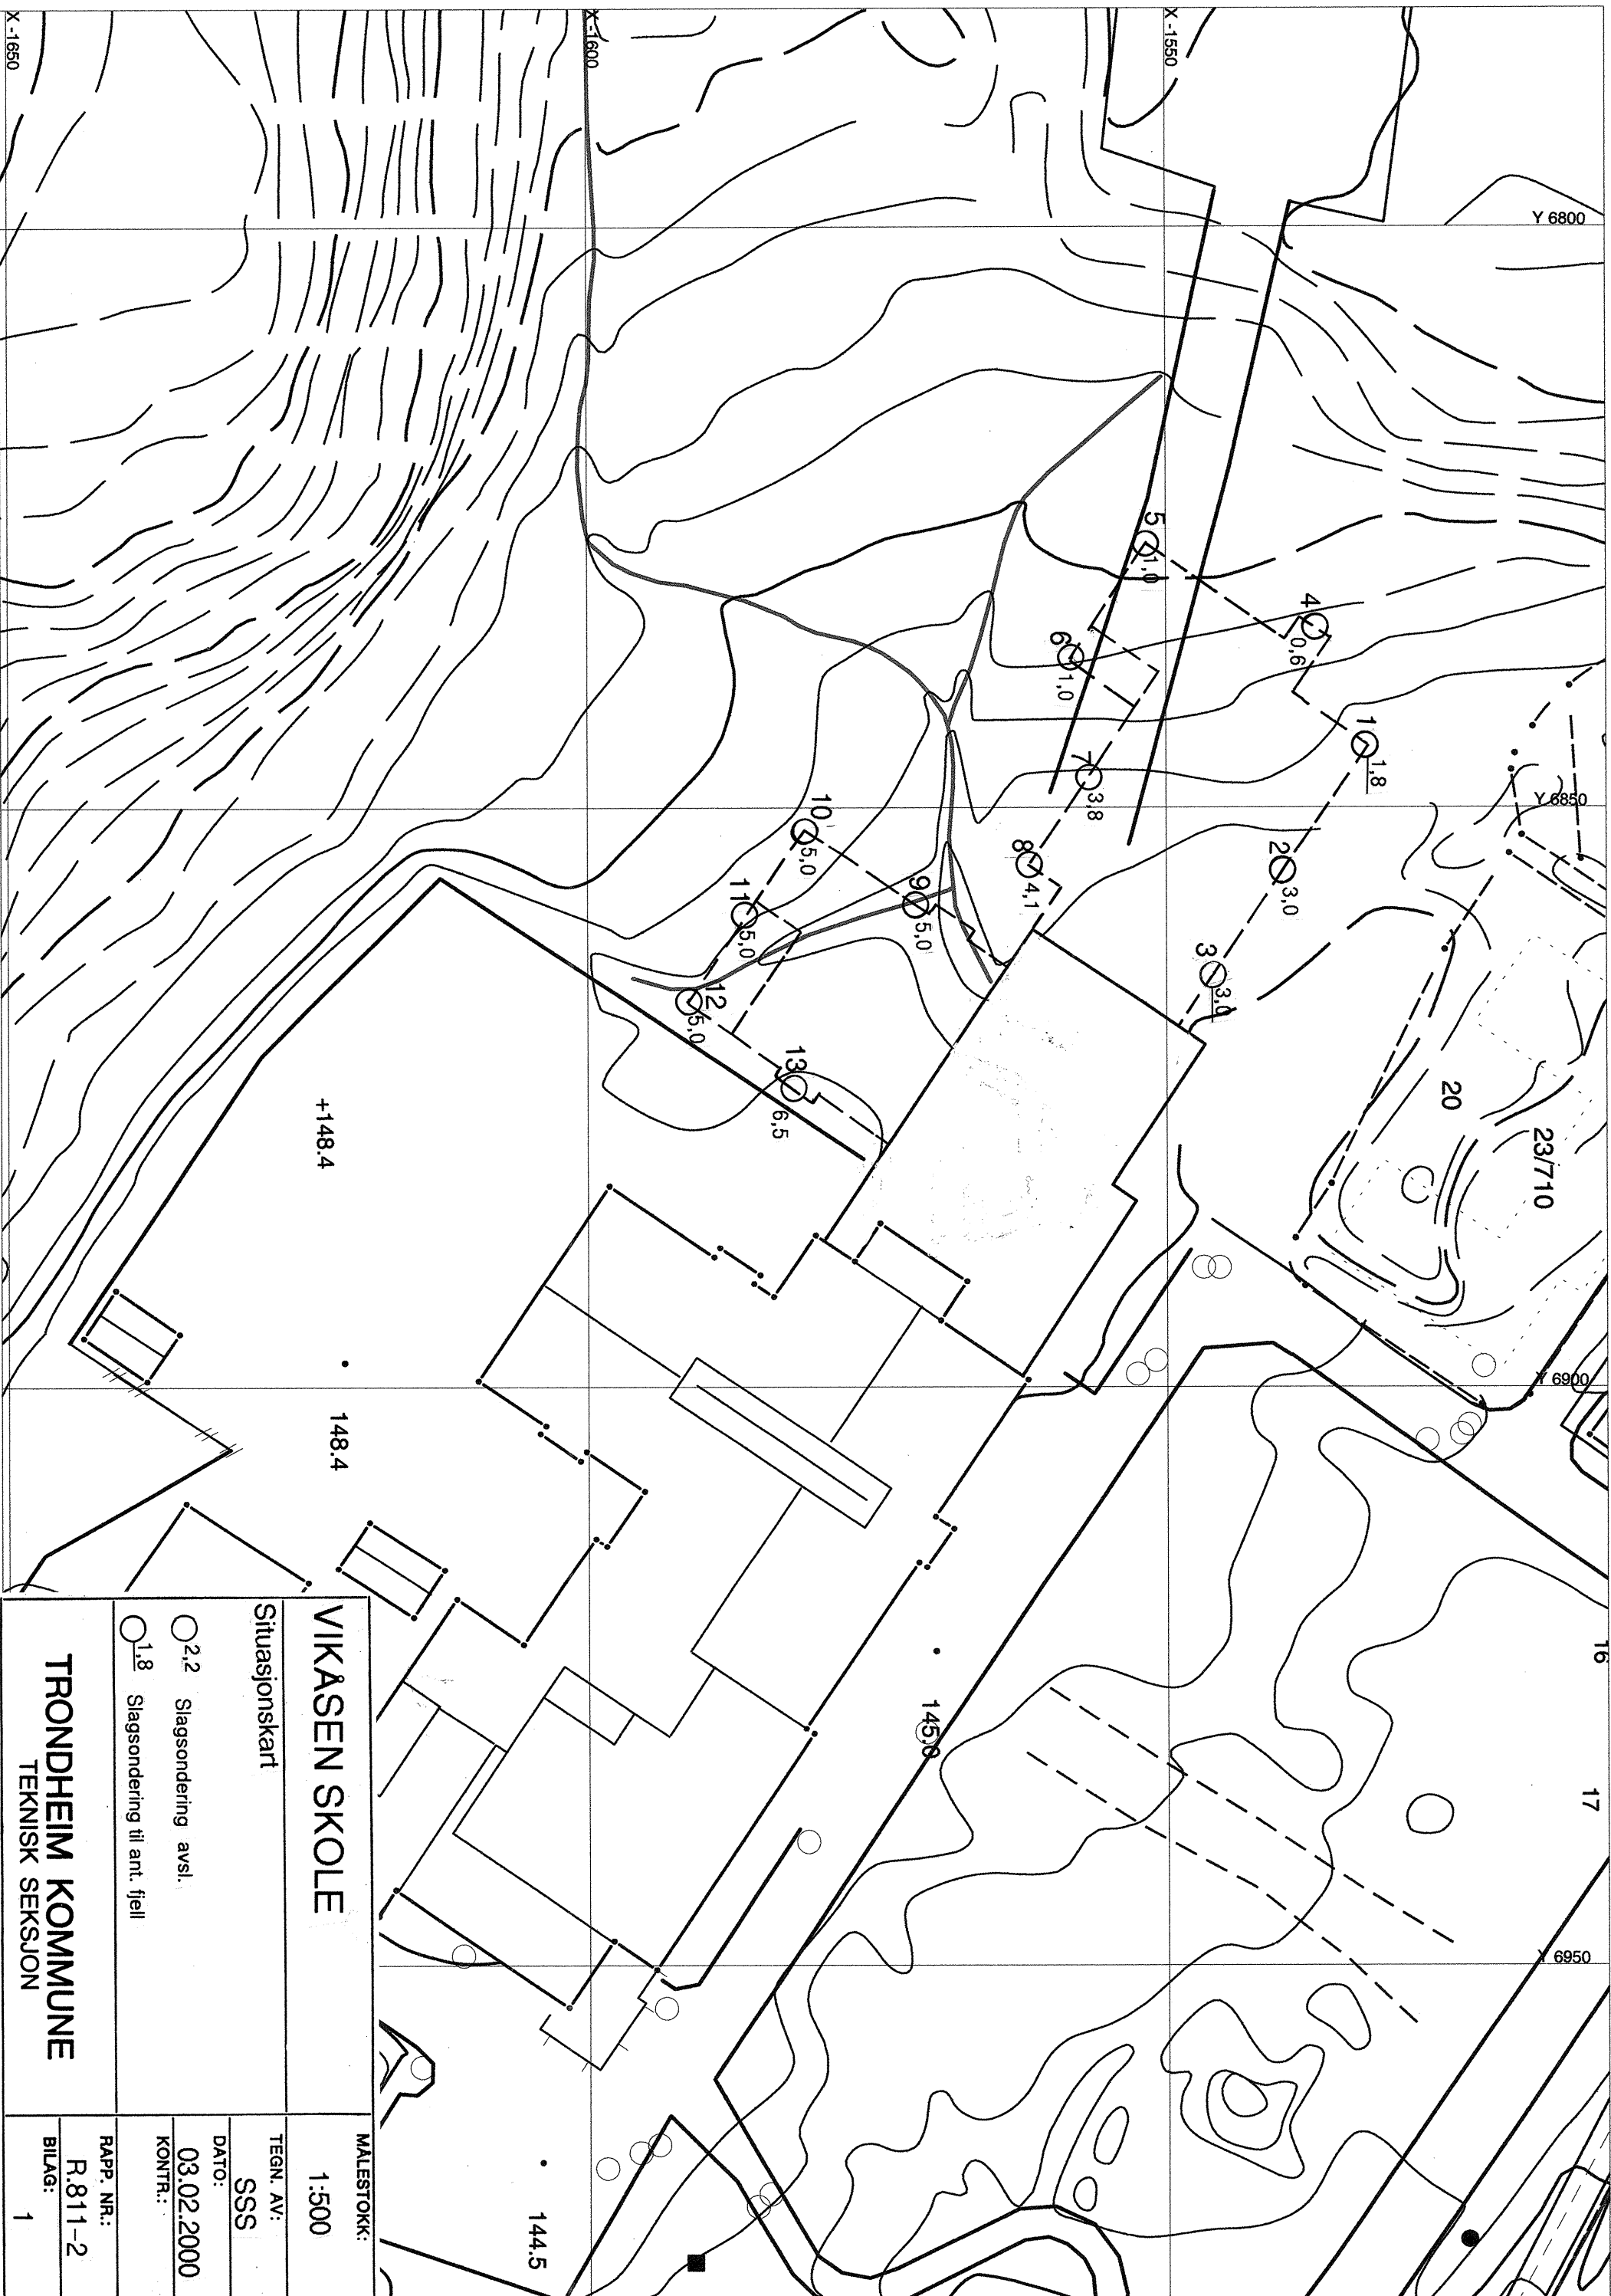 X -1650
X -1600
X -1550
Y 6800
Y 6850
Y 6900
Y 6950
5
1,0
4
0,6
6
1,0
1
1,8
7
3,8
2
3,0
8
4,1
3
3,0
10
5,0
9
5,0
11
5,0
12
5,0
13
6,5
20
23/710
16
17
+148.4
148.4
145.0
144.5
VIKÅSEN SKOLE
Situasjonskart
2,2 Slagsondering avsl.
1,8 Slagsondering til ant. fjell
TRONDHEIM KOMMUNE
TEKNISK SEKSJON
MÅLESTOKK:
1:500
TEGN. AV:
SSS
DATO:
03.02.2000
KONTR.:
RAPP. NR.:
R.811-2
BILAG:
1